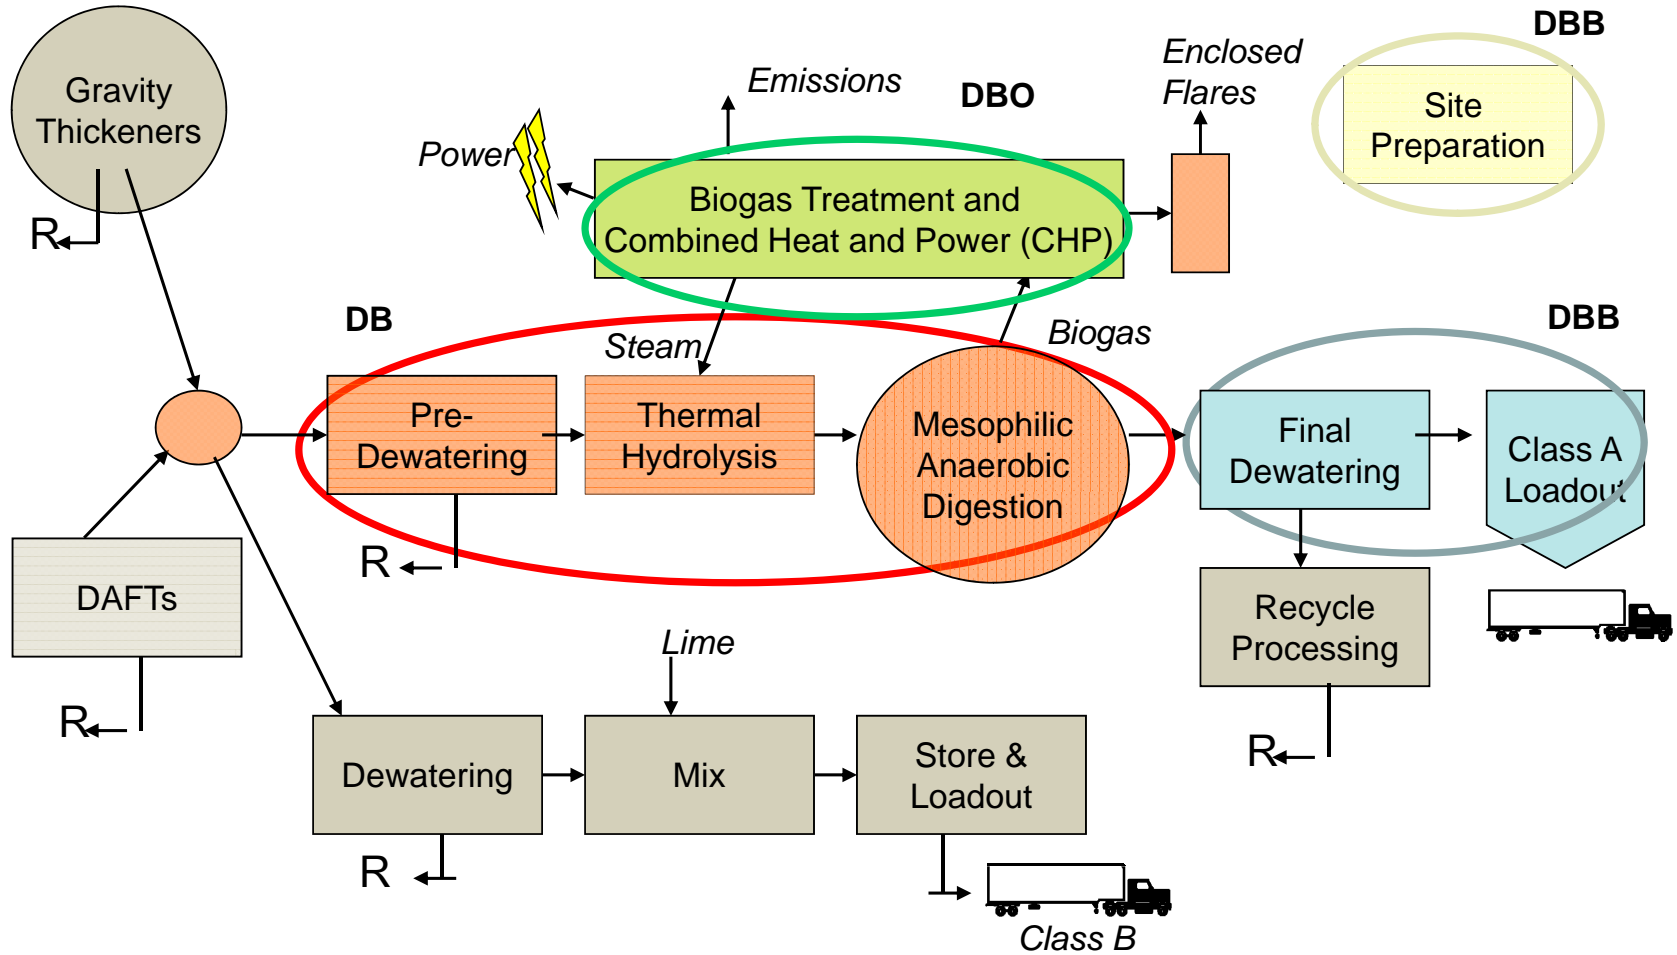 DBB
Enclosed
Flares
Emissions
DBO
Gravity
Thickeners
Site
Preparation
Power
Biogas Treatment and
Combined Heat and Power (CHP)
R
DB
Steam
Biogas
DBB
Pre-
Dewatering
Thermal
Hydrolysis
Mesophilic
Anaerobic
Digestion
Final
Dewatering
Class A
Loadout
R
DAFTs
Recycle
Processing
Lime
R
R
Dewatering
Mix
Store &
Loadout
R
Class B